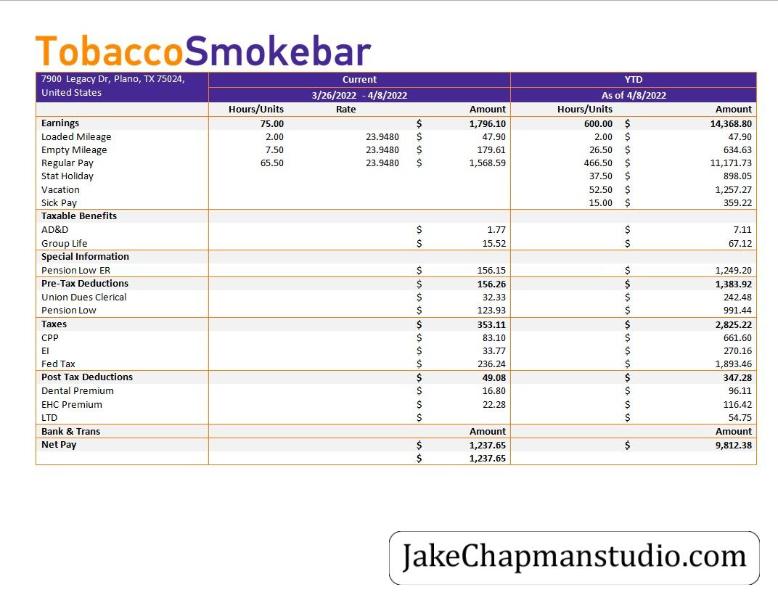 TobaccoSmokebar
7900 Legacy Dr, Plano, TX 75024, Current YTD
United States 3/26/2022 - 4/8/2022 As of 4/8/2022
Hours/Units Rate Amount Hours/Units Amount
Earnings 75.00 $ 1,796.10 600.00 $ 14,368.80
Loaded Mileage 2.00 23.9480 $ 47.90 2.00 $ 47.90
Empty Mileage 7.50 23.9480 $ 179.61 26.50 $ 634.63
Regular Pay 65.50 23.9480 $ 1,568.59 466.50 $ 11,171.73
Stat Holiday 37.50 $ 898.05
Vacation 52.50 $ 1,257.27
Sick Pay 15.00 $ 359.22
Taxable Benefits
AD&D $ 1.77 $ 7.11
Group Life $ 15.52 $ 67.12
Special Information
Pension Low ER $ 156.15 $ 1,249.20
Pre-Tax Deductions $ 156.26 $ 1,383.92
Union Dues Clerical $ 32.33 $ 242.48
Pension Low $ 123.93 $ 991.44
Taxes $ 353.11 $ 2,825.22
CPP $ 83.10 $ 661.60
EI $ 33.77 $ 270.16
Fed Tax $ 236.24 $ 1,893.46
Post Tax Deductions $ 49.08 $ 347.28
Dental Premium $ 16.80 $ 96.11
EHC Premium $ 22.28 $ 116.42
LTD $ $ 54.75
Bank & Trans Amount Amount
Net Pay $ 1,237.65 $ 9,812.38
$ 1,237.65
JakeChapmanstudio.com